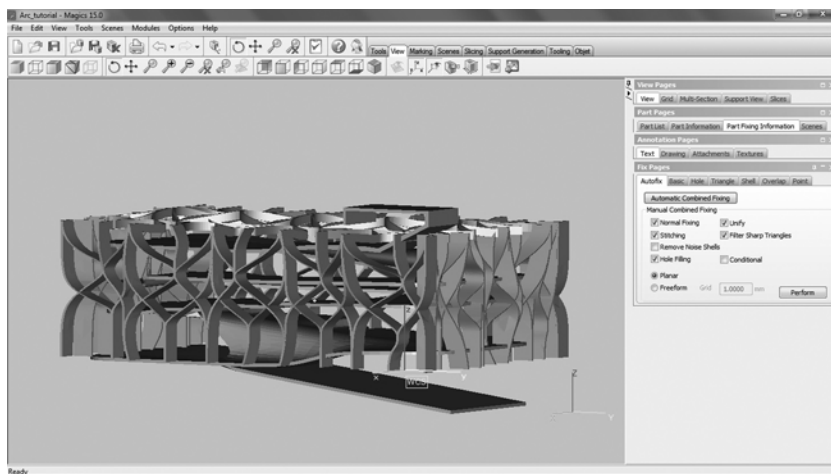 Arc_tutorial - Magics 15.0
File Edit View Tools Scenes Modules Options Help
Tools View Marking Scenes Slicing Support Generation Tooling Objet
View Pages
View Grid Multi-Section Support View Slices
Part Pages
Part List Part Information Part Fixing Information Scenes
Annotation Pages
Text Drawing Attachments Textures
Fix Pages
Autofix Basic Hole Triangle Shell Overlap Point
Automatic Combined Fixing
Manual Combined Fixing
Normal Fixing Unify
Stitching Filter Sharp Triangles
Remove Noise Shells
Hole Filling Conditional
Planar
Freeform Grid 1.0000 mm Perform
Z
X WCS Y
Z
Y
Ready